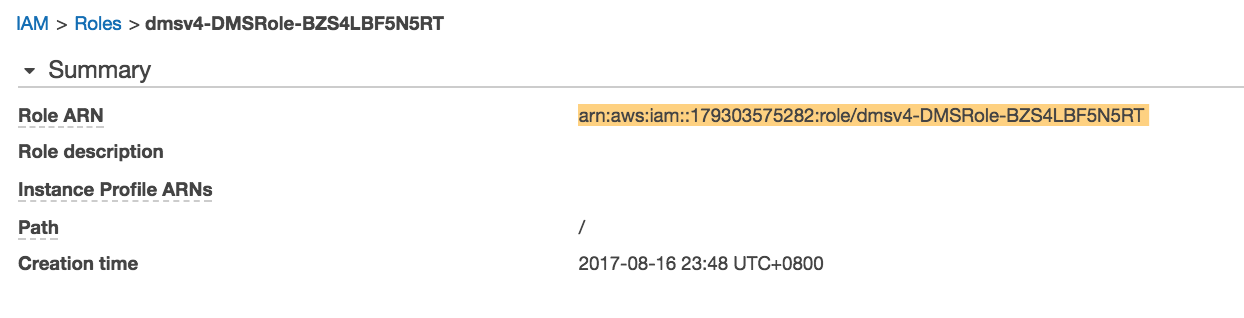 IAM > Roles > dmsv4-DMSRole-BZS4LBF5N5RT
Summary
Role ARN arn:aws:iam::179303575282:role/dmsv4-DMSRole-BZS4LBF5N5RT
Role description
Instance Profile ARNs
Path /
Creation time 2017-08-16 23:48 UTC+0800